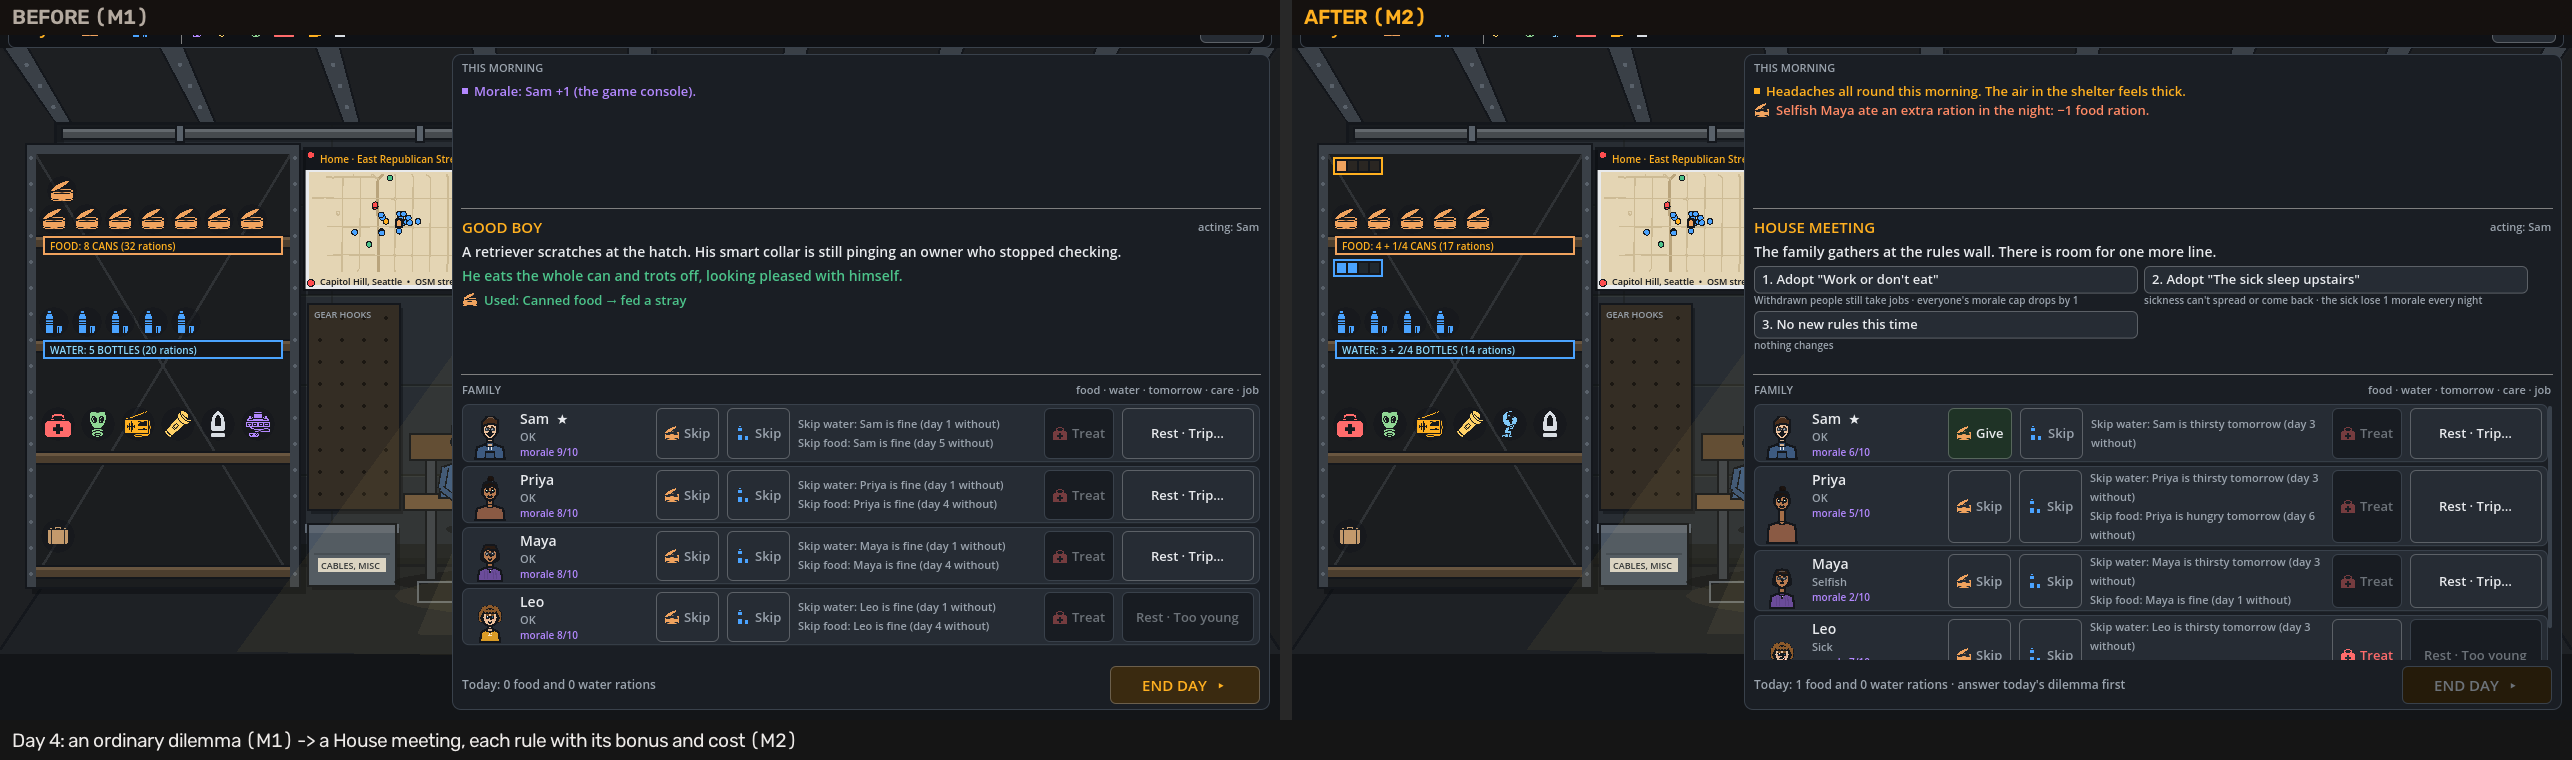 BEFORE (M1)
THIS MORNING
Morale: Sam +1 (the game console).
Home · East Republican Stre
Capitol Hill, Seattle • OSM stre
FOOD: 8 CANS (32 rations)
WATER: 5 BOTTLES (20 rations)
GEAR HOOKS
CABLES, MISC
GOOD BOY
acting: Sam
A retriever scratches at the hatch. His smart collar is still pinging an owner who stopped checking.
He eats the whole can and trots off, looking pleased with himself.
Used: Canned food → fed a stray
FAMILY
food · water · tomorrow · care · job
Sam ★
OK
morale 9/10
Skip
Skip
Skip water: Sam is fine (day 1 without)
Skip food: Sam is fine (day 5 without)
Treat
Rest · Trip...
Priya
OK
morale 8/10
Skip
Skip
Skip water: Priya is fine (day 1 without)
Skip food: Priya is fine (day 4 without)
Treat
Rest · Trip...
Maya
OK
morale 8/10
Skip
Skip
Skip water: Maya is fine (day 1 without)
Skip food: Maya is fine (day 4 without)
Treat
Rest · Trip...
Leo
OK
morale 8/10
Skip
Skip
Skip water: Leo is fine (day 1 without)
Skip food: Leo is fine (day 4 without)
Treat
Rest · Too young
Today: 0 food and 0 water rations
END DAY
AFTER (M2)
THIS MORNING
Headaches all round this morning. The air in the shelter feels thick.
Selfish Maya ate an extra ration in the night: −1 food ration.
Home · East Republican Stre
Capitol Hill, Seattle • OSM stre
FOOD: 4 + 1/4 CANS (17 rations)
WATER: 3 + 2/4 BOTTLES (14 rations)
GEAR HOOKS
CABLES, MISC
HOUSE MEETING
acting: Sam
The family gathers at the rules wall. There is room for one more line.
1. Adopt "Work or don't eat"
Withdrawn people still take jobs · everyone's morale cap drops by 1
2. Adopt "The sick sleep upstairs"
sickness can't spread or come back · the sick lose 1 morale every night
3. No new rules this time
nothing changes
FAMILY
food · water · tomorrow · care · job
Sam ★
OK
morale 6/10
Give
Skip
Skip water: Sam is thirsty tomorrow (day 3
without)
Treat
Rest · Trip...
Priya
OK
morale 5/10
Skip
Skip
Skip water: Priya is thirsty tomorrow (day 3
without)
Skip food: Priya is hungry tomorrow (day 6
without)
Treat
Rest · Trip...
Maya
Selfish
morale 2/10
Skip
Skip
Skip water: Maya is thirsty tomorrow (day 3
without)
Skip food: Maya is fine (day 1 without)
Treat
Rest · Trip...
Leo
Sick
Skip
Skip
Skip water: Leo is thirsty tomorrow (day 3
without)
Treat
Rest · Too young
Today: 1 food and 0 water rations · answer today's dilemma first
END DAY
Day 4: an ordinary dilemma (M1) -> a House meeting, each rule with its bonus and cost (M2)